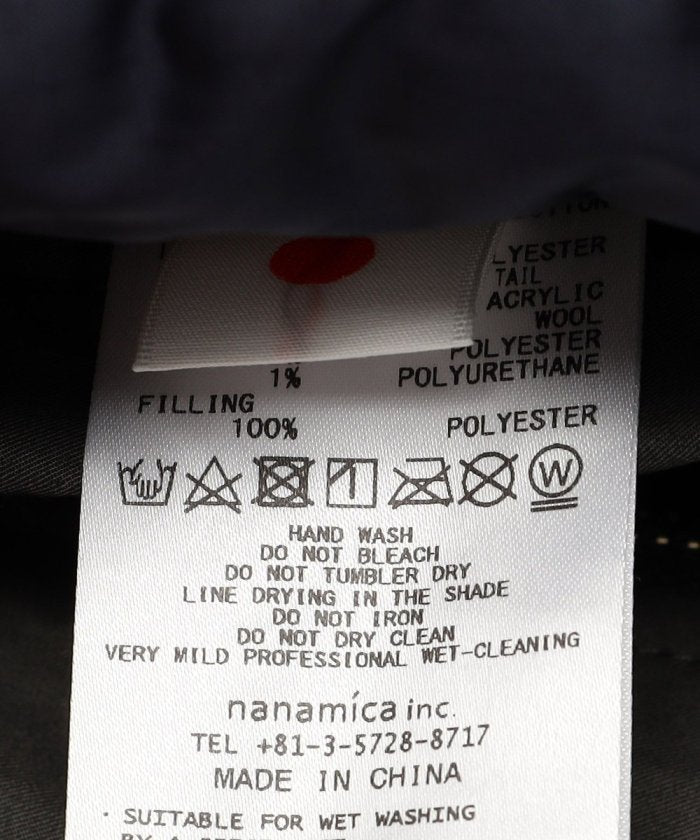 LYESTER
TAIL
ACRYLIC
WOOL
POLYESTER
1% POLYURETHANE
FILLING
100% POLYESTER
W
HAND WASH
DO NOT BLEACH
DO NOT TUMBLER DRY
LINE DRYING IN THE SHADE
DO NOT IRON
DO NOT DRY CLEAN
VERY MILD PROFESSIONAL WET-CLEANING
nanamíca inc.
TEL +81-3-5728-8717
MADE IN CHINA
· SUITABLE FOR WET WASHING